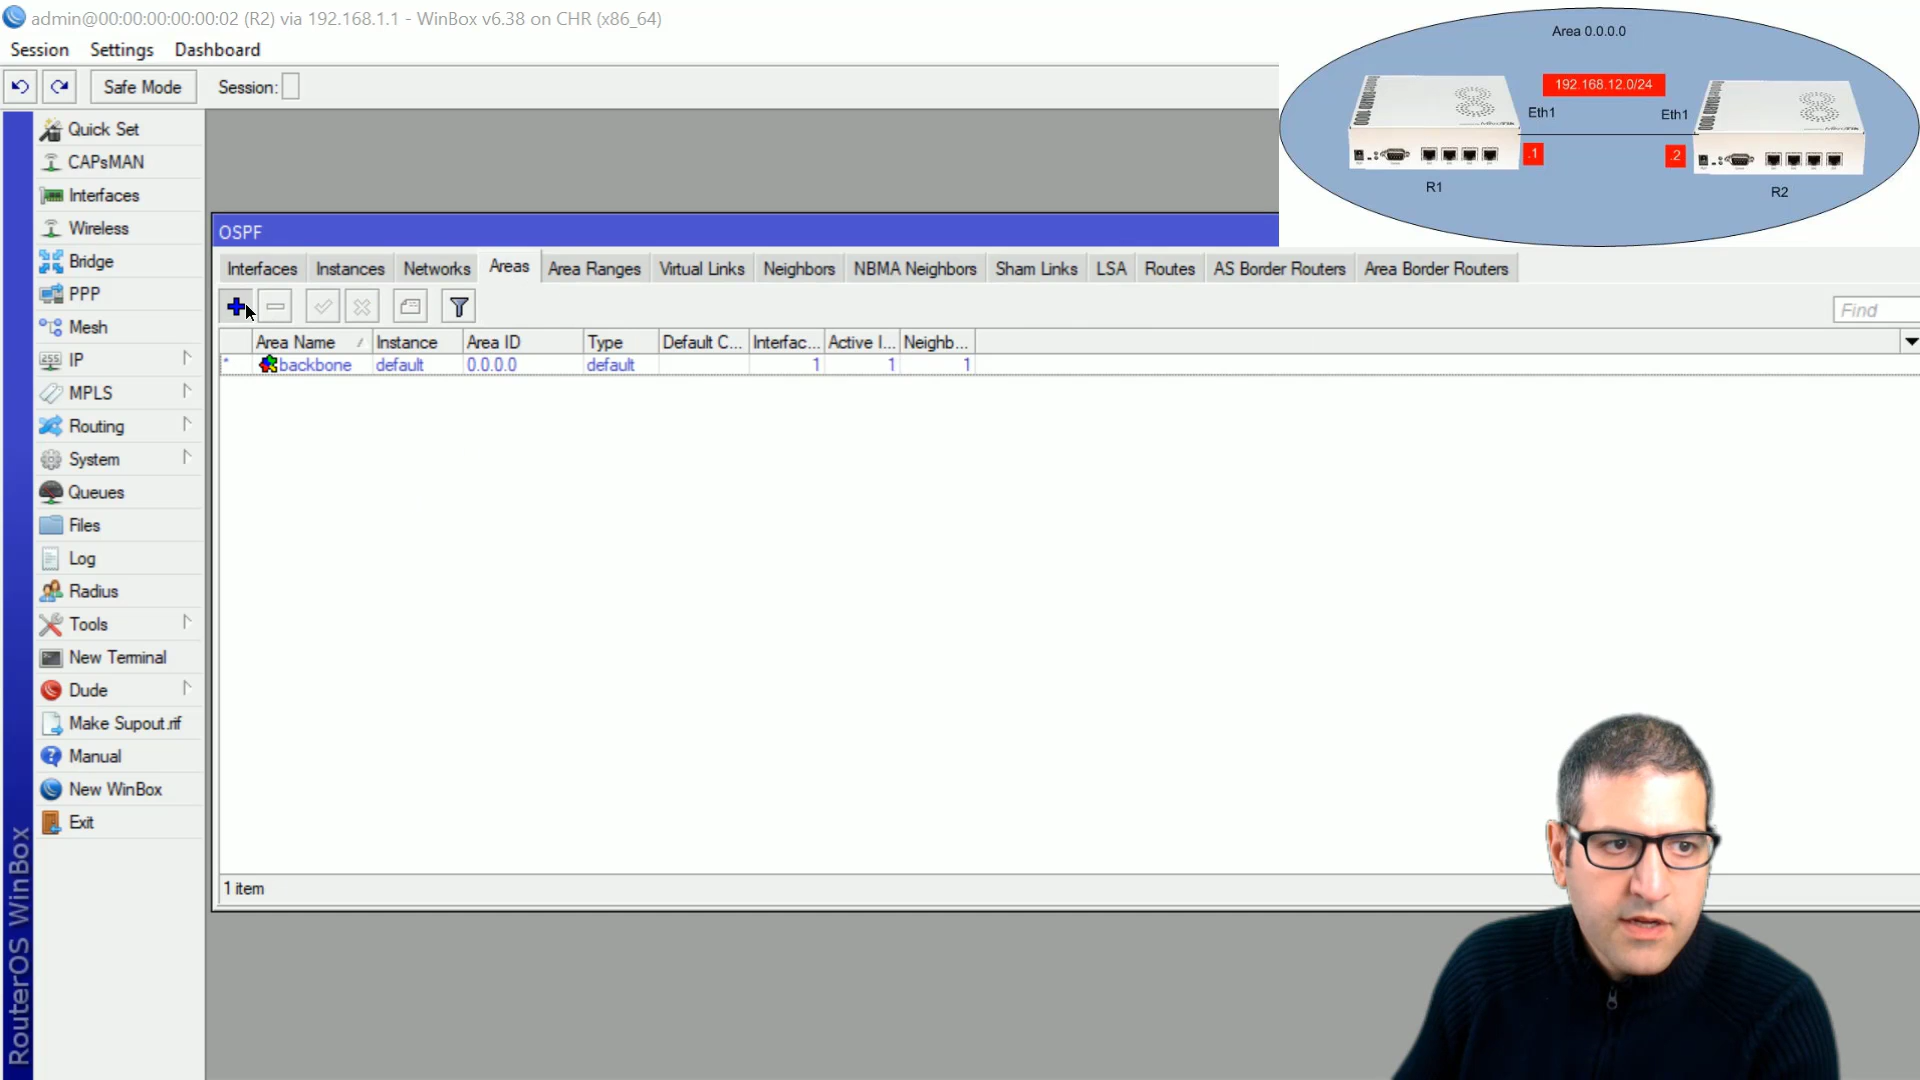 admin@00:00:00:00:00:02 (R2) via 192.168.1.1 - WinBox v6.38 on CHR (x86_64)
Session Settings Dashboard
Safe Mode Session:
Quick Set
CAPsMAN
Interfaces
Wireless
Bridge
PPP
Mesh
IP
MPLS
Routing
System
Queues
Files
Log
Radius
Tools
New Terminal
Dude
Make Supout.rif
Manual
New WinBox
Exit
RouterOS WinBox
OSPF
Interfaces Instances Networks Areas Area Ranges Virtual Links Neighbors NBMA Neighbors Sham Links LSA Routes AS Border Routers Area Border Routers
Find
Area Name Instance Area ID Type Default C... Interfac... Active I... Neighb...
* backbone default 0.0.0.0 default 1 1 1
1 item
Area 0.0.0.0
192.168.12.0/24
Eth1 Eth1
.1 .2
R1 R2